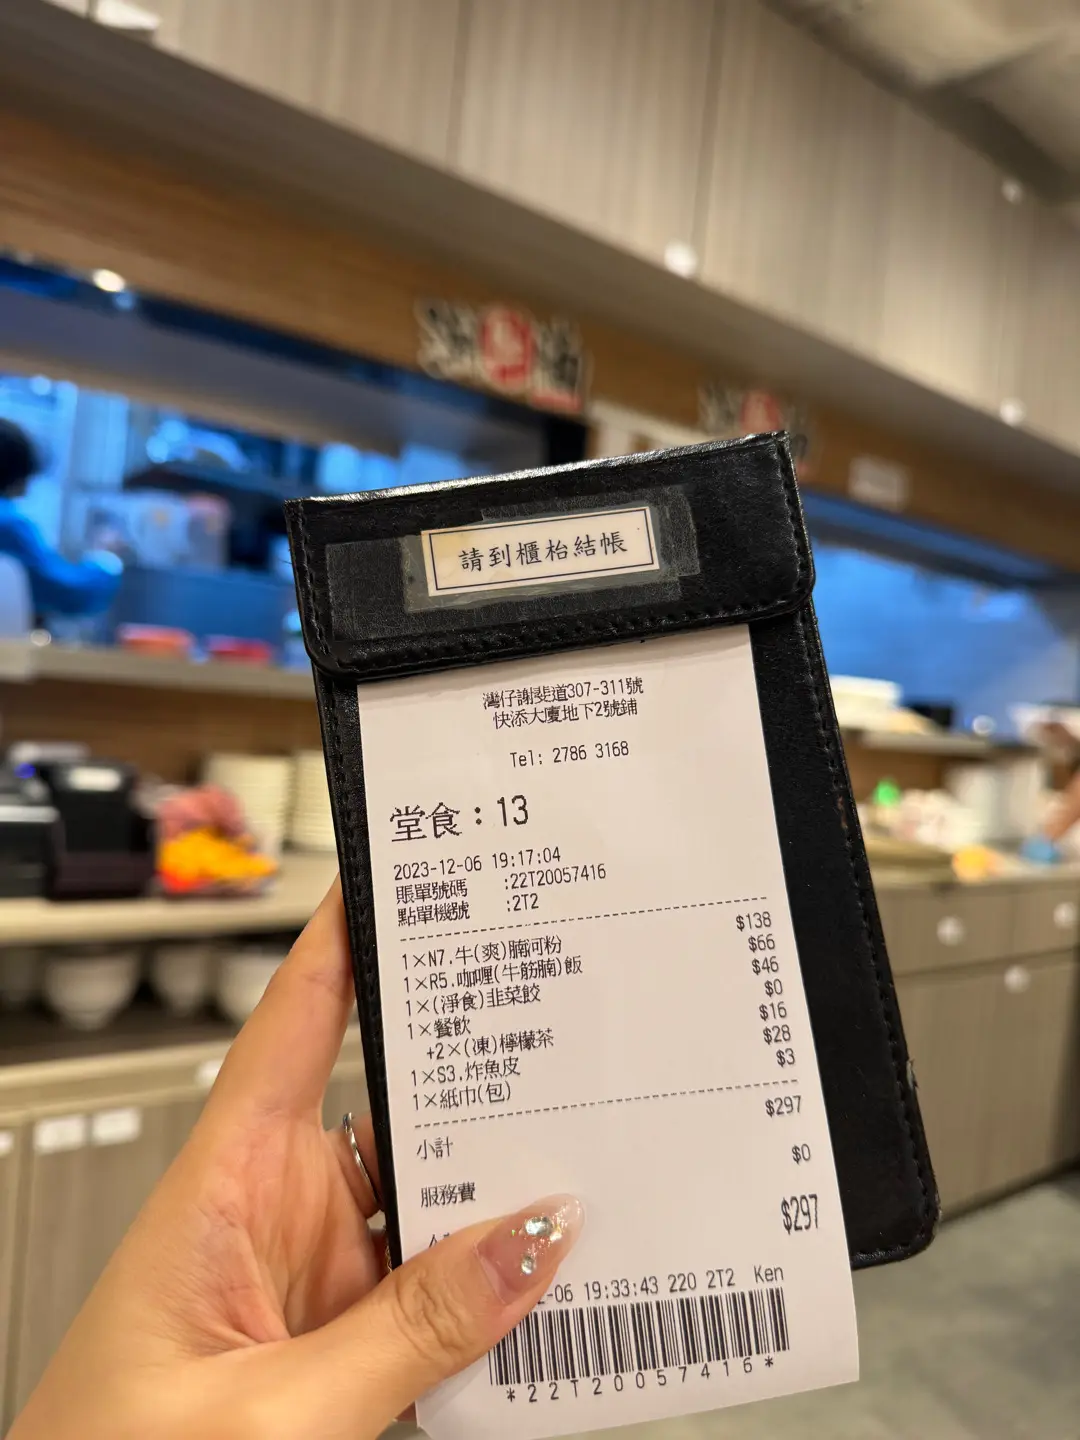 請到櫃枱結帳
灣仔謝斐道307-311號
快添大廈地下2號鋪
Tel: 2786 3168
堂食：13
2023-12-06 19:17:04
賬單號碼 :22T20057416
點單機號 :2T2
1×N7.牛(爽)腩河粉 $138
1×R5.咖喱(牛筋腩)飯 $66
1×(淨食)韭菜餃 $46
1×餐飲 $0
+2×(凍)檸檬茶 $16
1×S3.炸魚皮 $28
1×紙巾(包) $3
小計 $297
服務費 $0
$297
-06 19:33:43 220 2T2 Ken
*22T20057416*